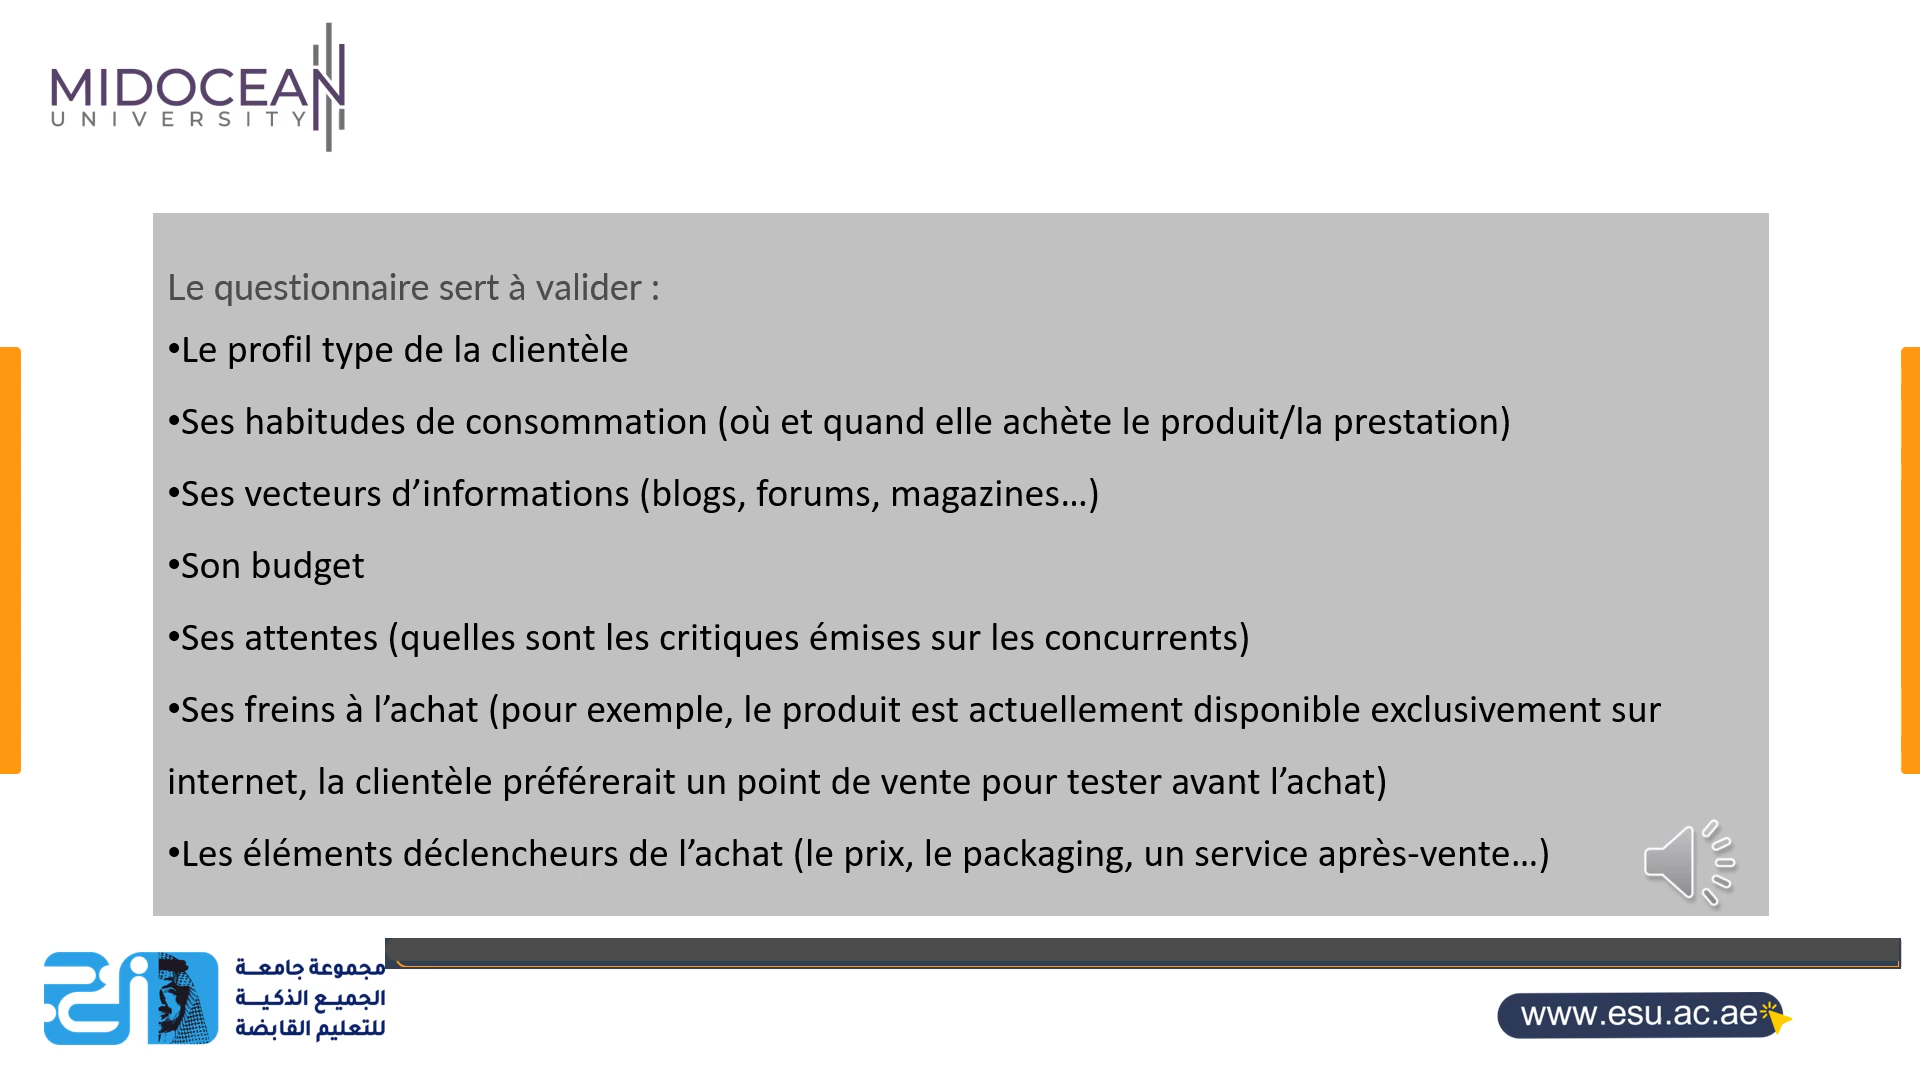 MIDOCEAN
UNIVERSITY
Le questionnaire sert à valider :
•Le profil type de la clientèle
•Ses habitudes de consommation (où et quand elle achète le produit/la prestation)
•Ses vecteurs d’informations (blogs, forums, magazines…)
•Son budget
•Ses attentes (quelles sont les critiques émises sur les concurrents)
•Ses freins à l’achat (pour exemple, le produit est actuellement disponible exclusivement sur
internet, la clientèle préférerait un point de vente pour tester avant l’achat)
•Les éléments déclencheurs de l’achat (le prix, le packaging, un service après-vente…)
مجموعة جامعـــة
الجميـــع الذكيـــة
للتعليم القابضة
www.esu.ac.ae